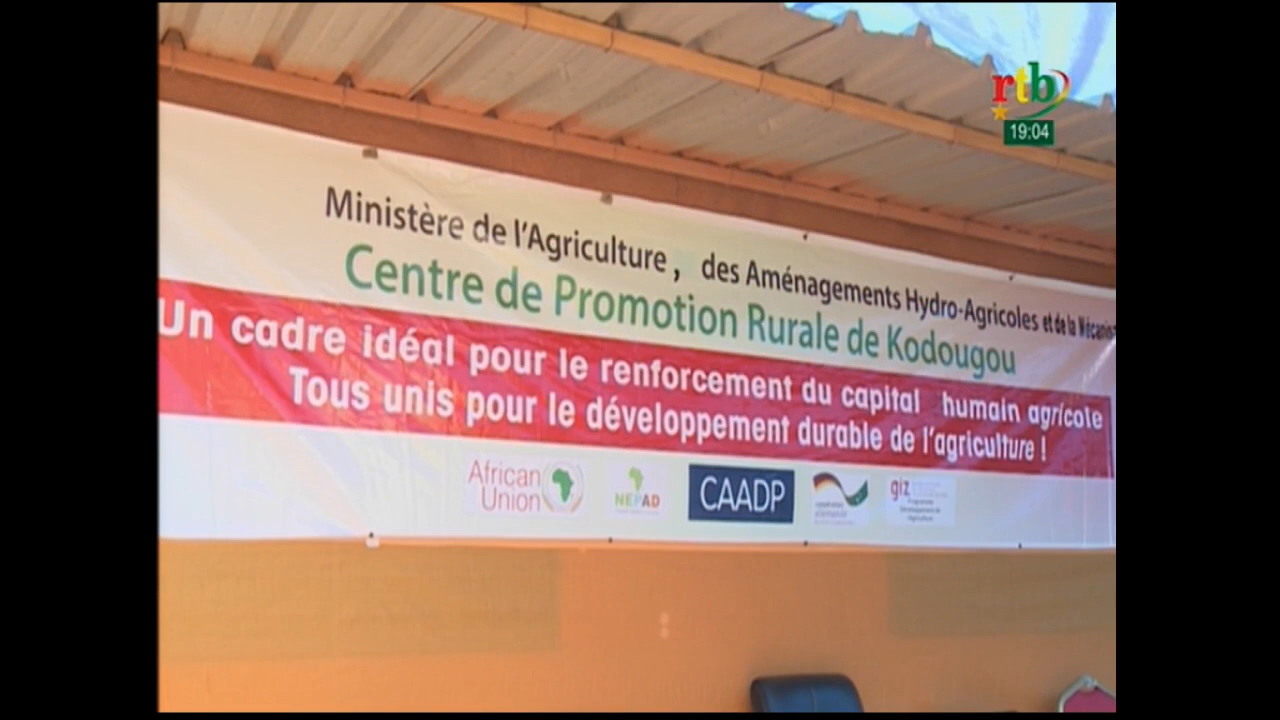 rtb
19:04
Ministère de l'Agriculture, des Aménagements Hydro-Agricoles et de la Mécanis
Centre de Promotion Rurale de Kodougou
Un cadre idéal pour le renforcement du capital humain agricole
Tous unis pour le développement durable de l'agriculture !
African
Union
NEPAD
CAADP
giz